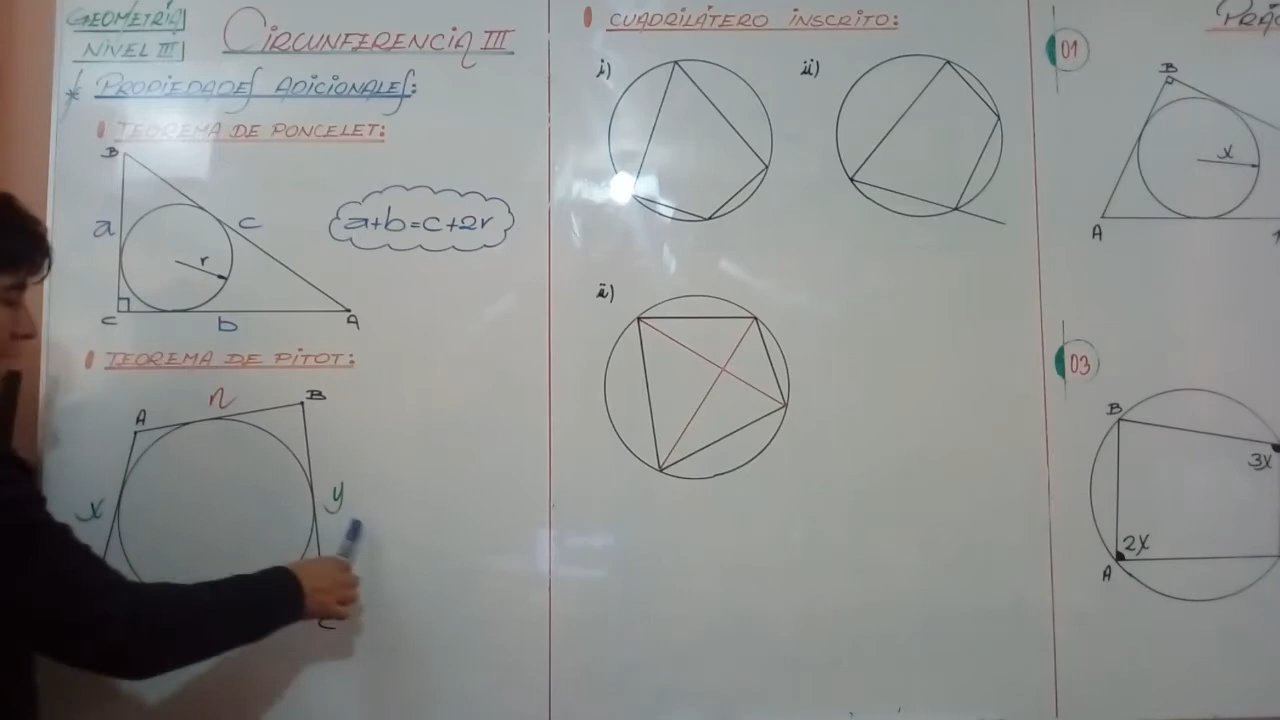 GEOMETRÍA
NIVEL III
CIRCUNFERENCIA III
* PROPIEDADES ADICIONALES:
TEOREMA DE PONCELET:
B
a
c
r
C
b
A
a+b=c+2r
TEOREMA DE PITOT:
A
n
B
x
y
C
CUADRILÁTERO INSCRITO:
i)
ii)
ii)
01
B
x
A
03
B
3x
2x
A